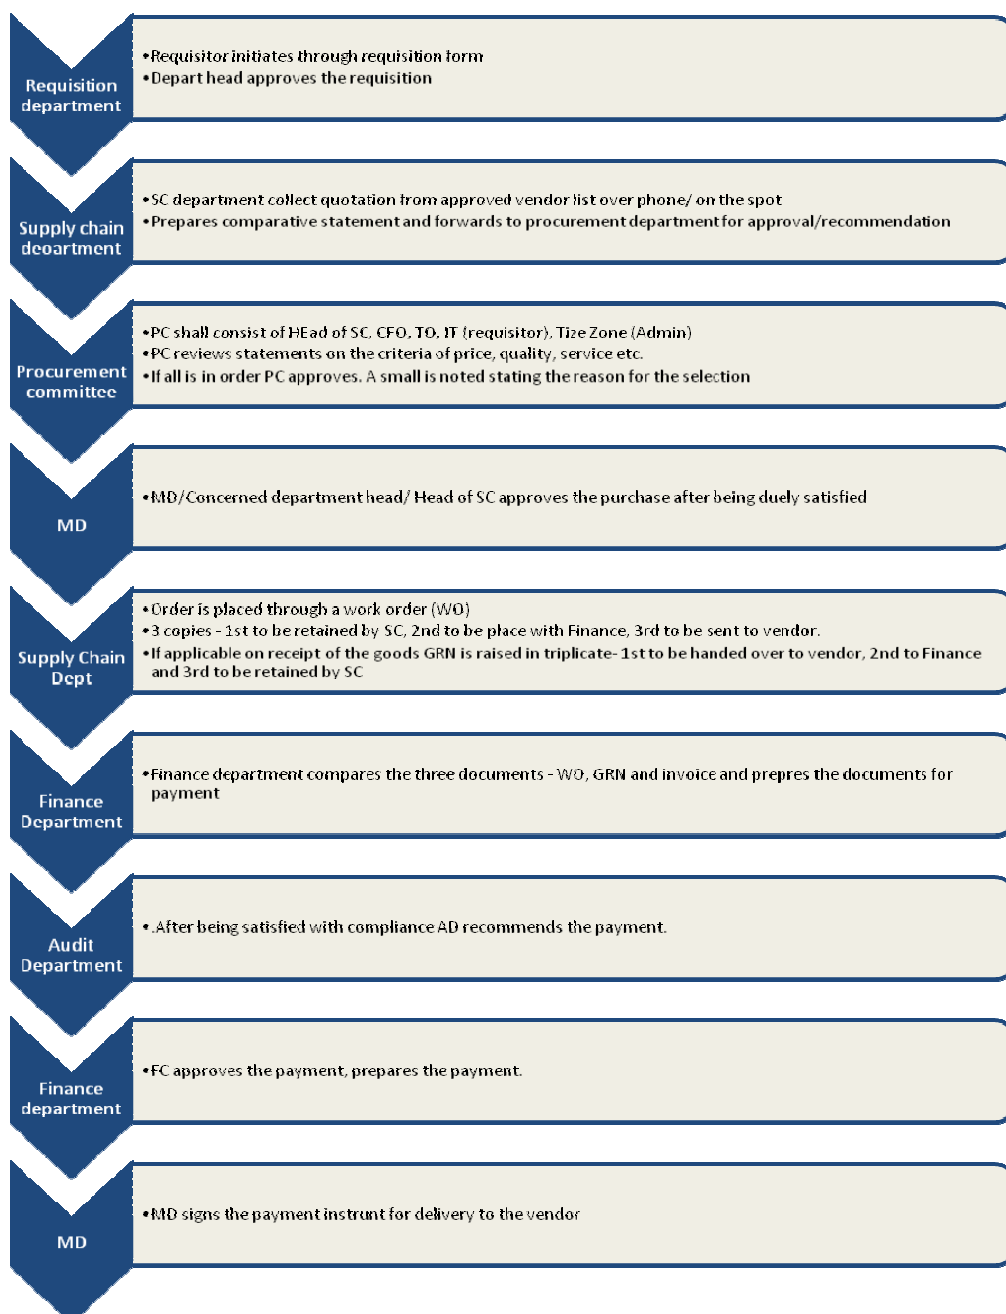 Requisition
department
•Requisitor initiates through requisition form
•Depart head approves the requisition
Supply chain
deoartment
•SC department collect quotation from approved vendor list over phone/ on the spot
•Prepares comparative statement and forwards to procurement department for approval/recommendation
Procurement
committee
•PC shall consist of HEad of SC, CFO, TO, IT (requisitor), Tize Zone (Admin)
•PC reviews statements on the criteria of price, quality, service etc.
•If all is in order PC approves. A small is noted stating the reason for the selection
MD
•MD/Concerned department head/ Head of SC approves the purchase after being duely satisfied
Supply Chain
Dept
•Order is placed through a work order (WO)
•3 copies - 1st to be retained by SC, 2nd to be place with Finance, 3rd to be sent to vendor.
•If applicable on receipt of the goods GRN is raised in triplicate- 1st to be handed over to vendor, 2nd to Finance
and 3rd to be retained by SC
Finance
Department
•Finance department compares the three documents - WO, GRN and invoice and prepres the documents for
payment
Audit
Department
•.After being satisfied with compliance AD recommends the payment.
Finance
department
•FC approves the payment, prepares the payment.
MD
•MD signs the payment instrunt for delivery to the vendor